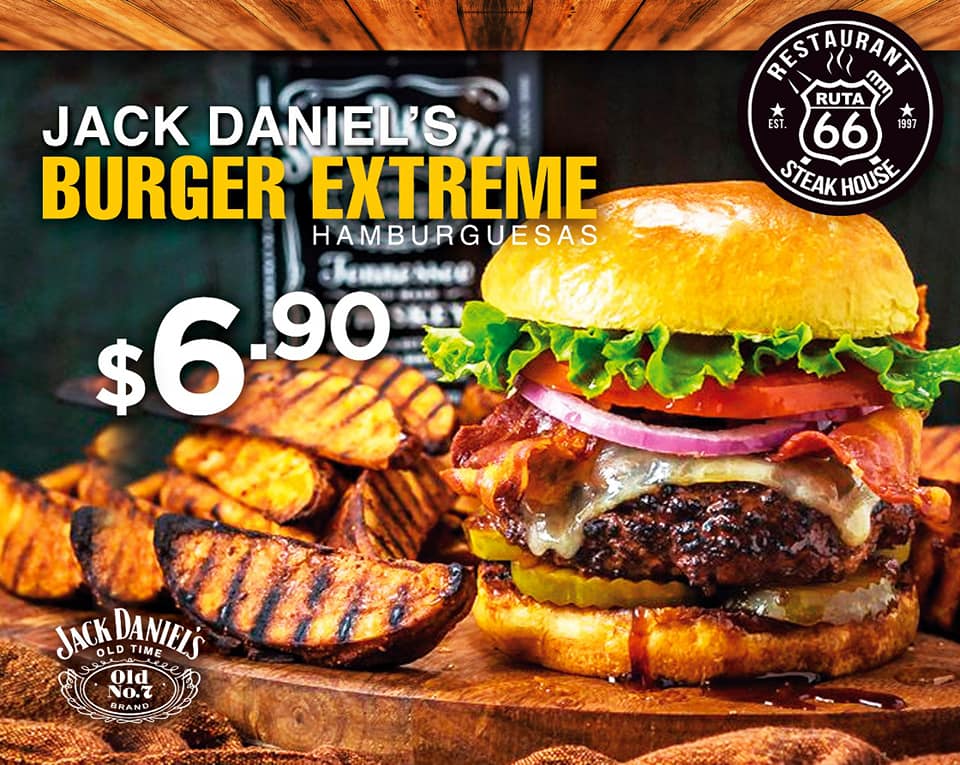 JACK DANIEL'S
BURGER EXTREME
HAMBURGUESAS
$6.90
RESTAURANT
RUTA
66
EST. 1997
STEAK HOUSE
Tennessee
JACK DANIEL'S
OLD TIME
Old
No.7
BRAND